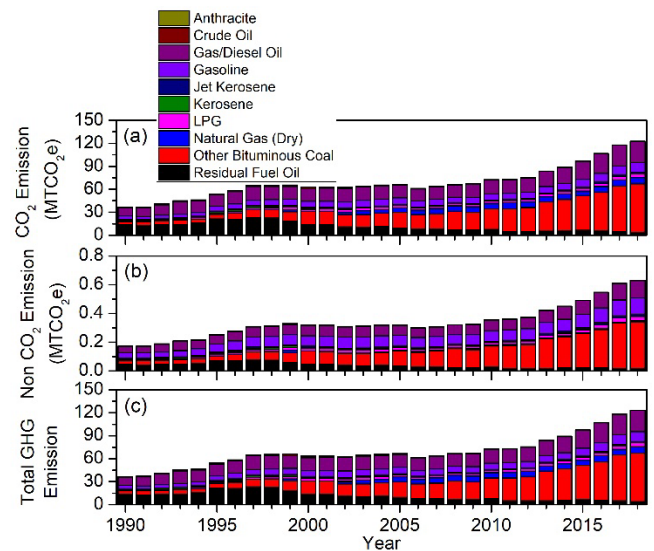 Anthracite
Crude Oil
Gas/Diesel Oil
Gasoline
Jet Kerosene
Kerosene
LPG
Natural Gas (Dry)
Other Bituminous Coal
Residual Fuel Oil
(a)
CO₂ Emission
(MTCO₂e)
150
120
90
60
30
0
(b)
Non CO₂ Emission
(MTCO₂e)
0.8
0.6
0.4
0.2
0.0
(c)
Total GHG
Emission
150
120
90
60
30
0
1990 1995 2000 2005 2010 2015
Year